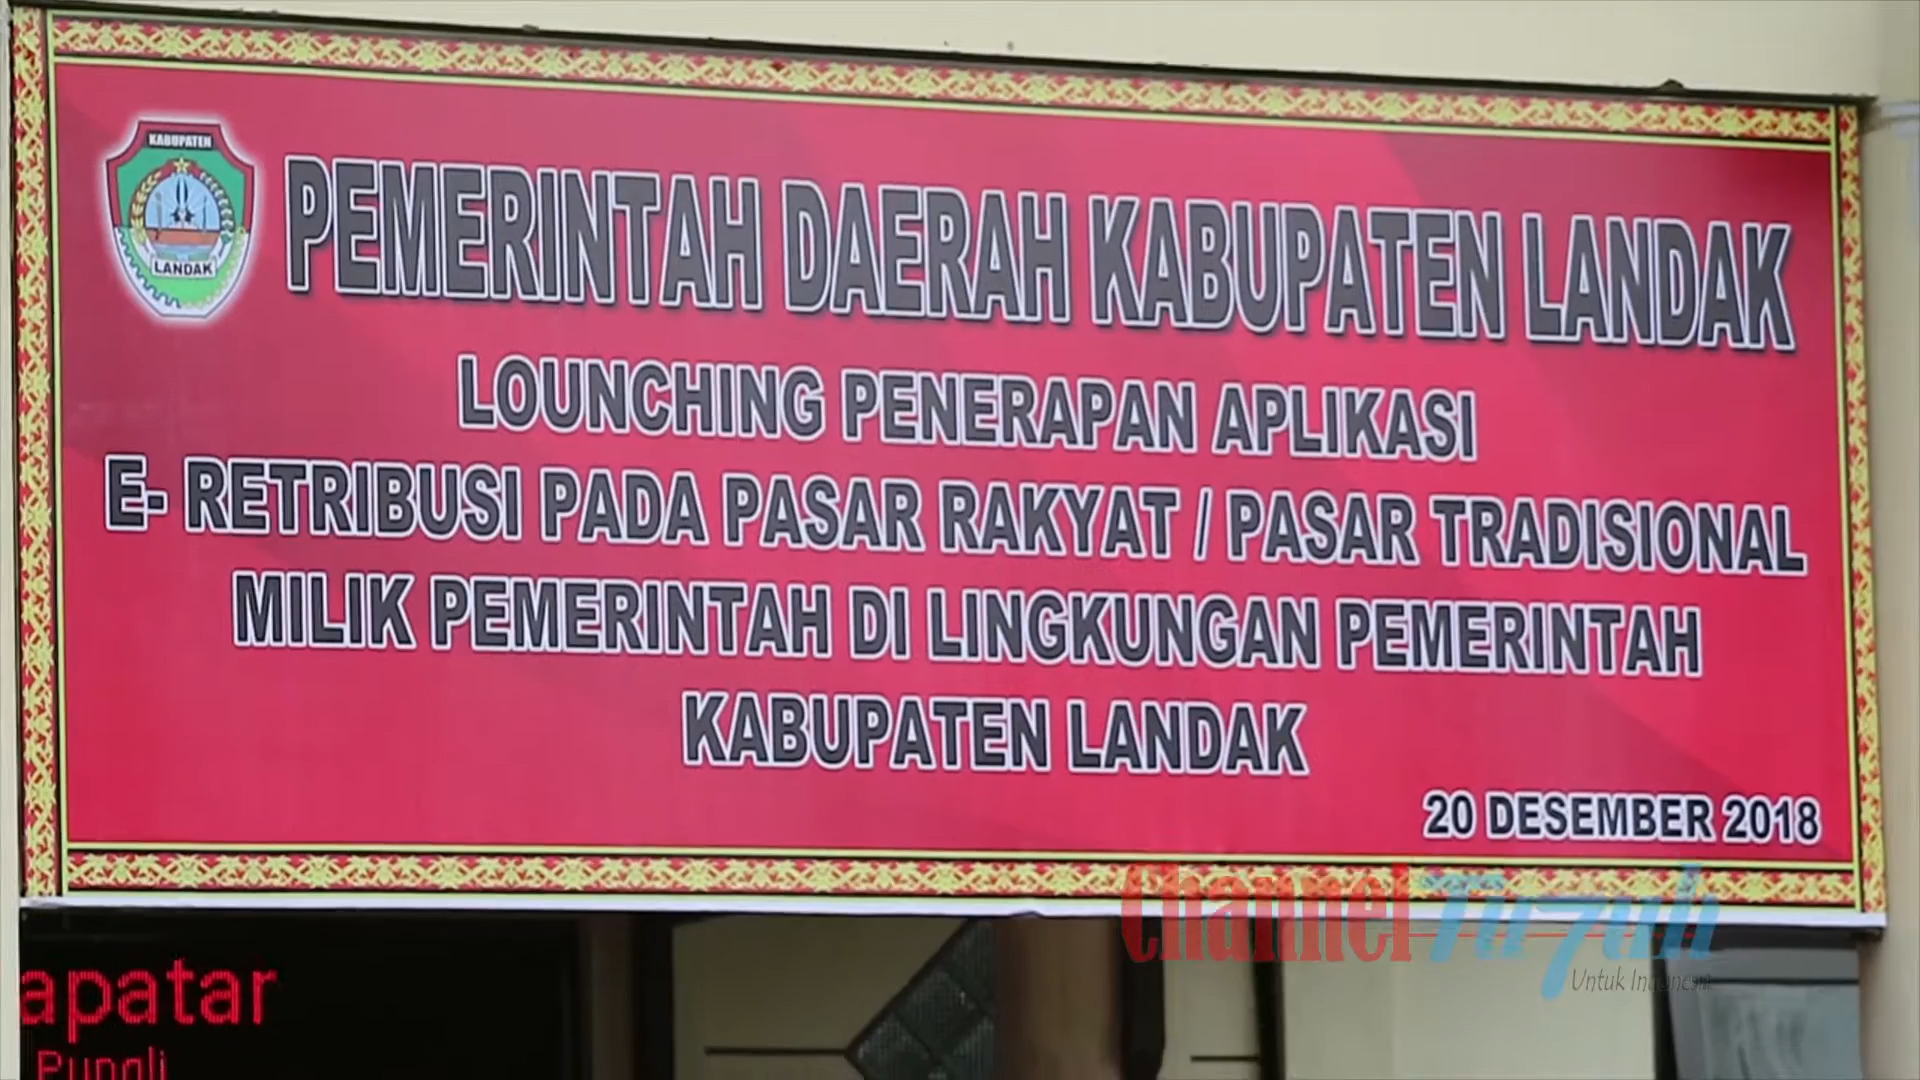 KABUPATEN
LANDAK
PEMERINTAH DAERAH KABUPATEN LANDAK
LOUNCHING PENERAPAN APLIKASI
E- RETRIBUSI PADA PASAR RAKYAT / PASAR TRADISIONAL
MILIK PEMERINTAH DI LINGKUNGAN PEMERINTAH
KABUPATEN LANDAK
20 DESEMBER 2018
Channel Tu7uh
Untuk Indonesia
apatar
Pungli